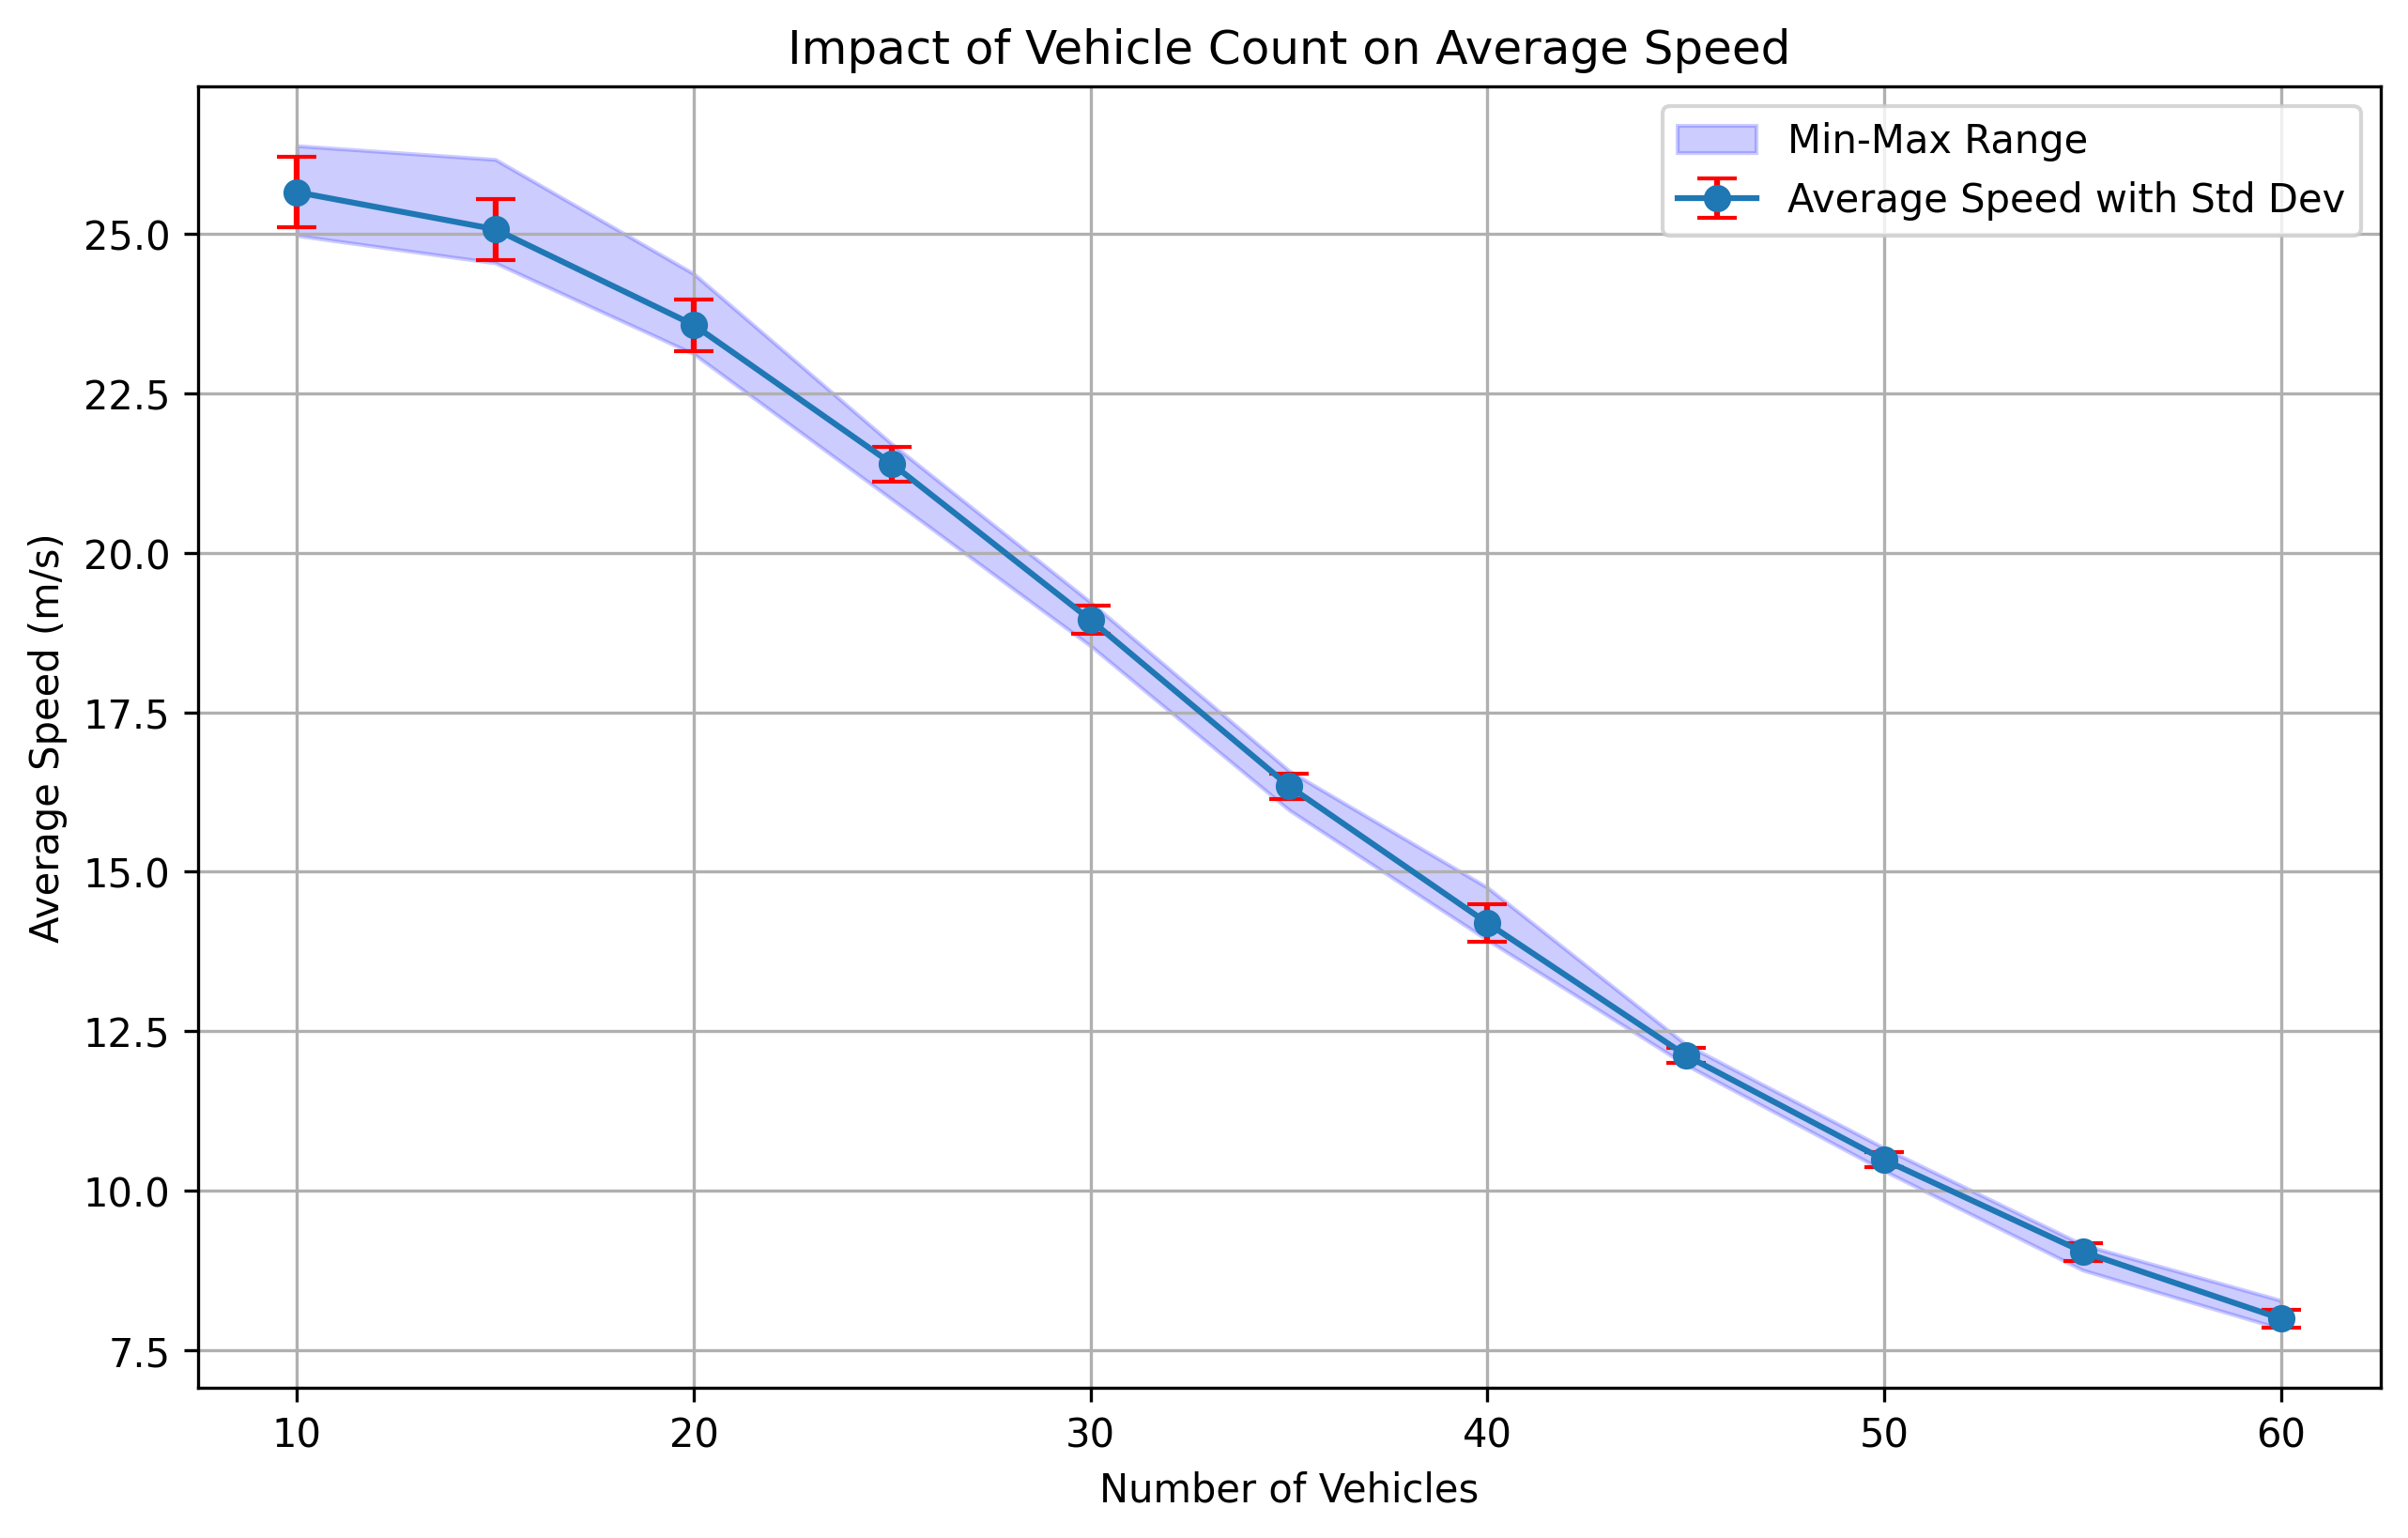 Impact of Vehicle Count on Average Speed
Min-Max Range
Average Speed with Std Dev
Average Speed (m/s)
25.0
22.5
20.0
17.5
15.0
12.5
10.0
7.5
10 20 30 40 50 60
Number of Vehicles